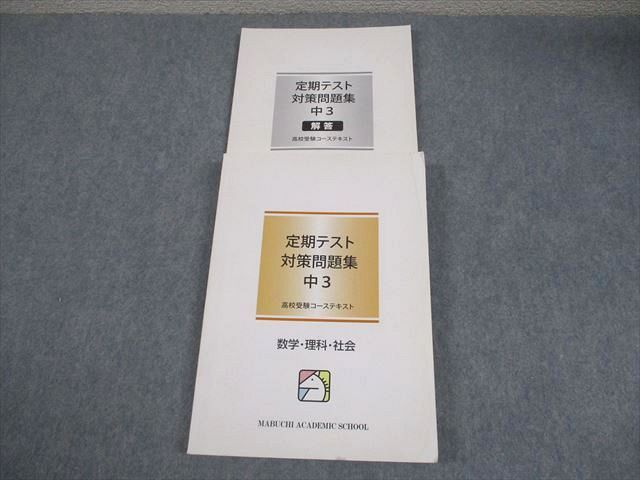 定期テスト
対策問題集
中3
解答
高校受験コーステキスト
定期テスト
対策問題集
中3
高校受験コーステキスト
数学・理科・社会
MABUCHI ACADEMIC SCHOOL